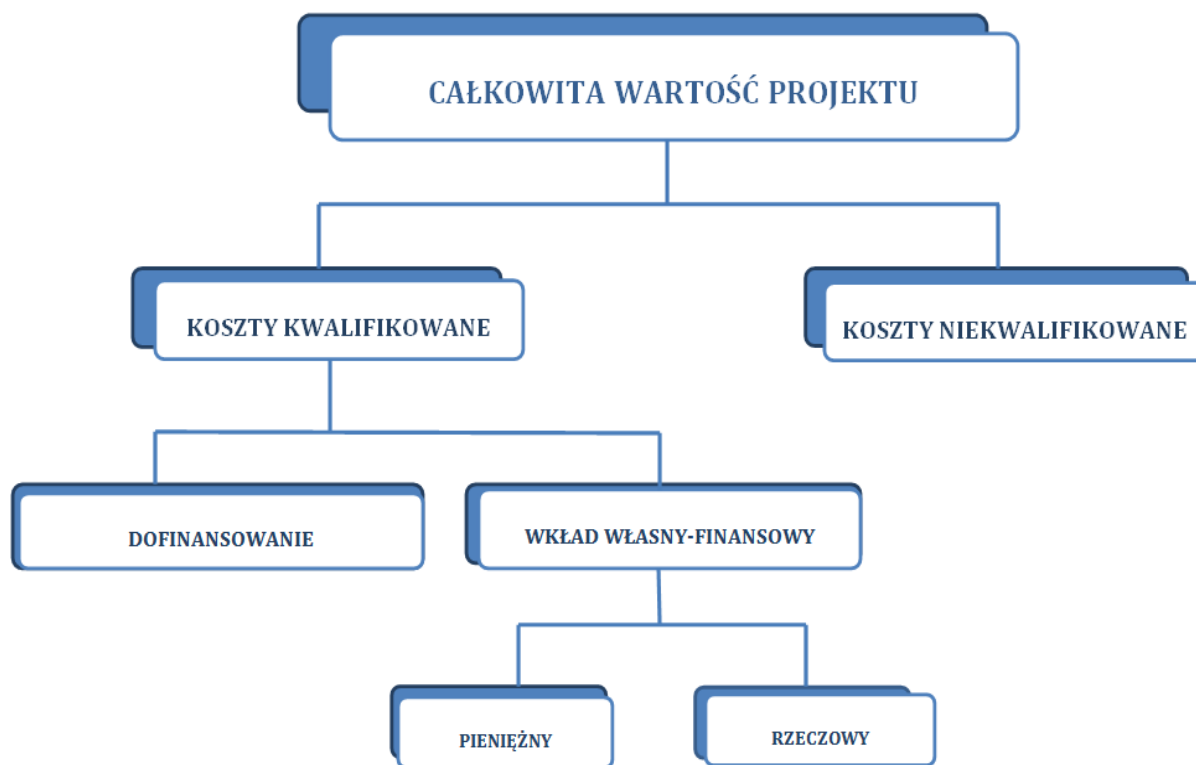 CAŁKOWITA WARTOŚĆ PROJEKTU
KOSZTY KWALIFIKOWANE
KOSZTY NIEKWALIFIKOWANE
DOFINANSOWANIE
WKŁAD WŁASNY-FINANSOWY
PIENIĘŻNY
RZECZOWY